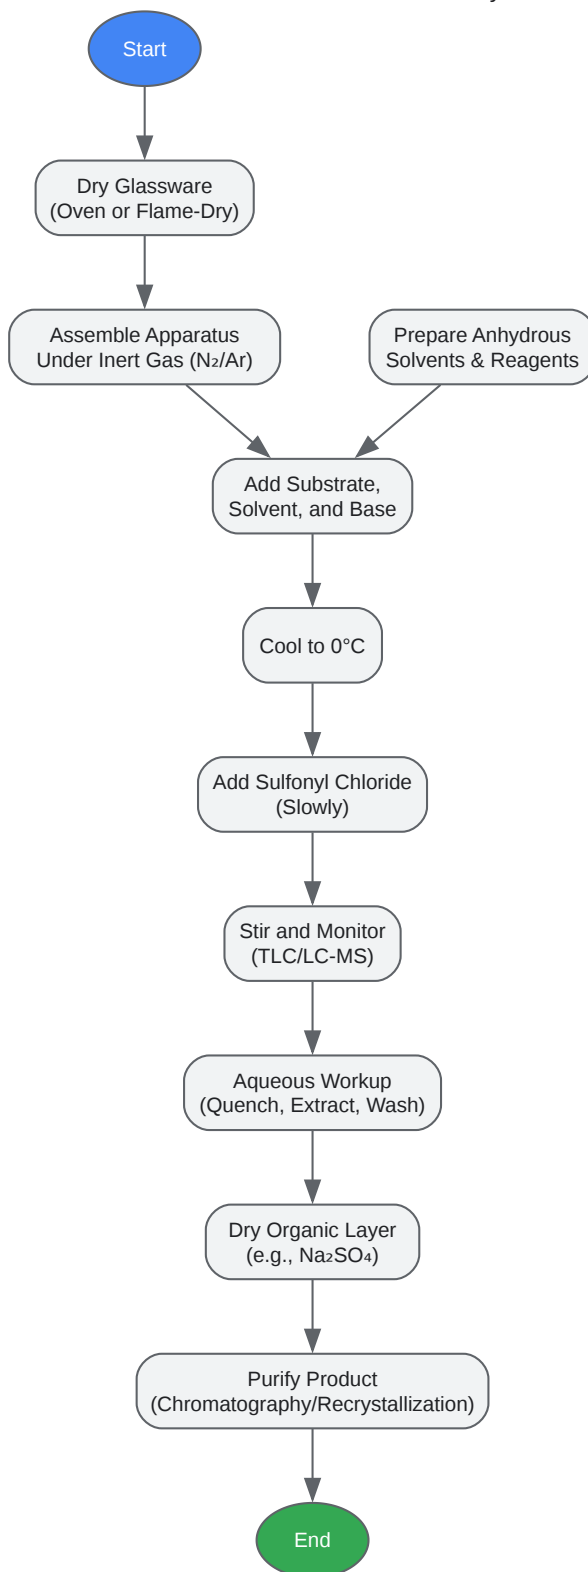 Start
Dry Glassware
(Oven or Flame-Dry)
Assemble Apparatus
Under Inert Gas (N₂/Ar)
Prepare Anhydrous
Solvents & Reagents
Add Substrate,
Solvent, and Base
Cool to 0°C
Add Sulfonyl Chloride
(Slowly)
Stir and Monitor
(TLC/LC-MS)
Aqueous Workup
(Quench, Extract, Wash)
Dry Organic Layer
(e.g., Na₂SO₄)
Purify Product
(Chromatography/Recrystallization)
End